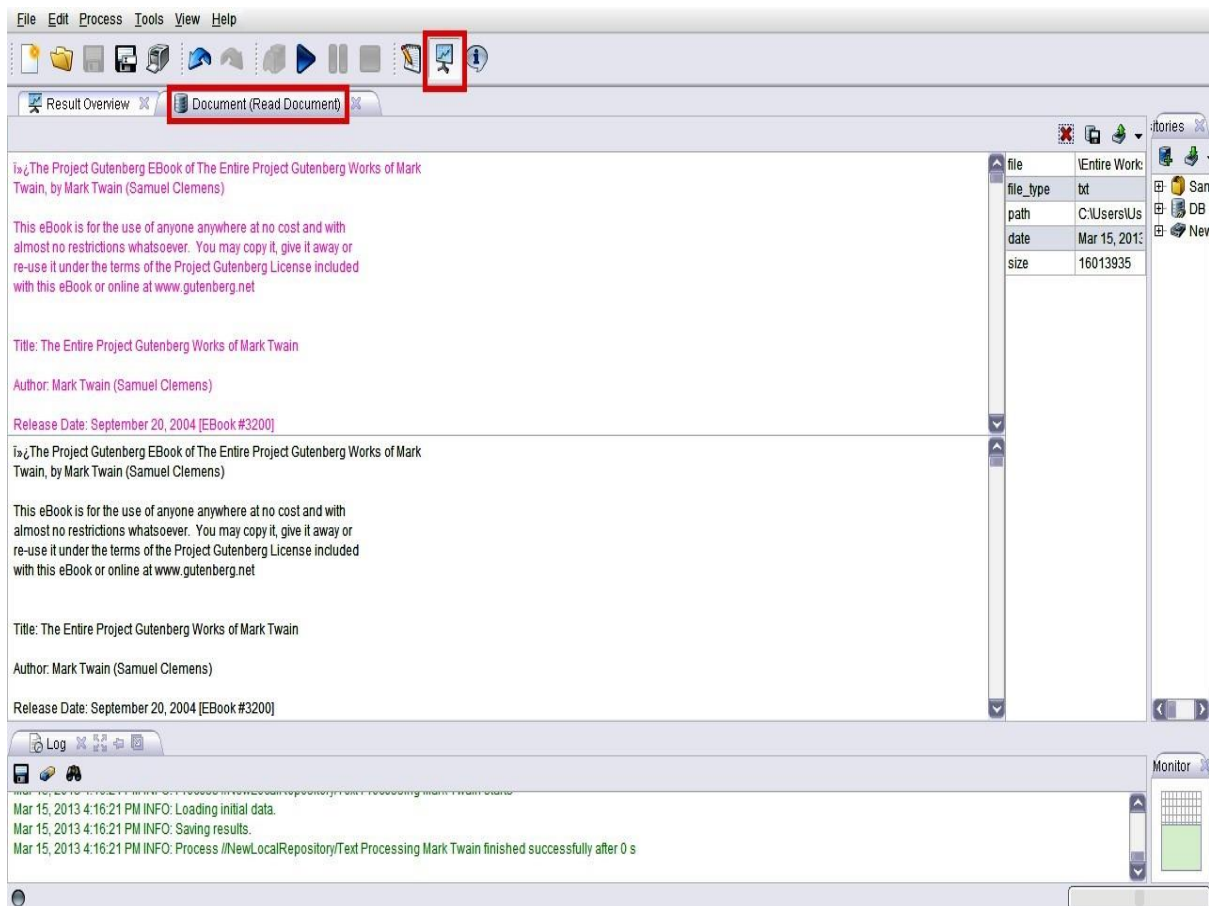 File Edit Process Tools View Help
Result Overview
Document (Read Document)
itories
ï»¿The Project Gutenberg EBook of The Entire Project Gutenberg Works of Mark
Twain, by Mark Twain (Samuel Clemens)
This eBook is for the use of anyone anywhere at no cost and with
almost no restrictions whatsoever. You may copy it, give it away or
re-use it under the terms of the Project Gutenberg License included
with this eBook or online at www.gutenberg.net
Title: The Entire Project Gutenberg Works of Mark Twain
Author: Mark Twain (Samuel Clemens)
Release Date: September 20, 2004 [EBook #3200]
file \Entire Work:
file_type txt
path C:\Users\Us
date Mar 15, 2013
size 16013935
San
DB
New
ï»¿The Project Gutenberg EBook of The Entire Project Gutenberg Works of Mark
Twain, by Mark Twain (Samuel Clemens)
This eBook is for the use of anyone anywhere at no cost and with
almost no restrictions whatsoever. You may copy it, give it away or
re-use it under the terms of the Project Gutenberg License included
with this eBook or online at www.gutenberg.net
Title: The Entire Project Gutenberg Works of Mark Twain
Author: Mark Twain (Samuel Clemens)
Release Date: September 20, 2004 [EBook #3200]
Log
Monitor
Mar 15, 2013 4:16:21 PM INFO: Loading initial data.
Mar 15, 2013 4:16:21 PM INFO: Saving results.
Mar 15, 2013 4:16:21 PM INFO: Process //NewLocalRepository/Text Processing Mark Twain finished successfully after 0 s